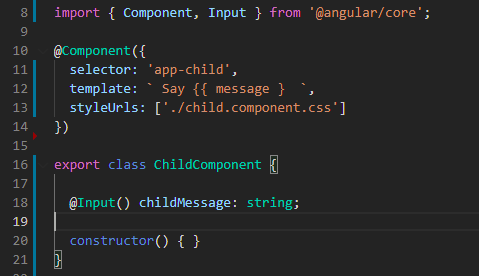 8 import { Component, Input } from '@angular/core';
9
10 @Component({
11 selector: 'app-child',
12 template: ` Say {{ message }  `,
13 styleUrls: ['./child.component.css']
14 })
15
16 export class ChildComponent {
17
18 @Input() childMessage: string;
19
20 constructor() { }
21 }